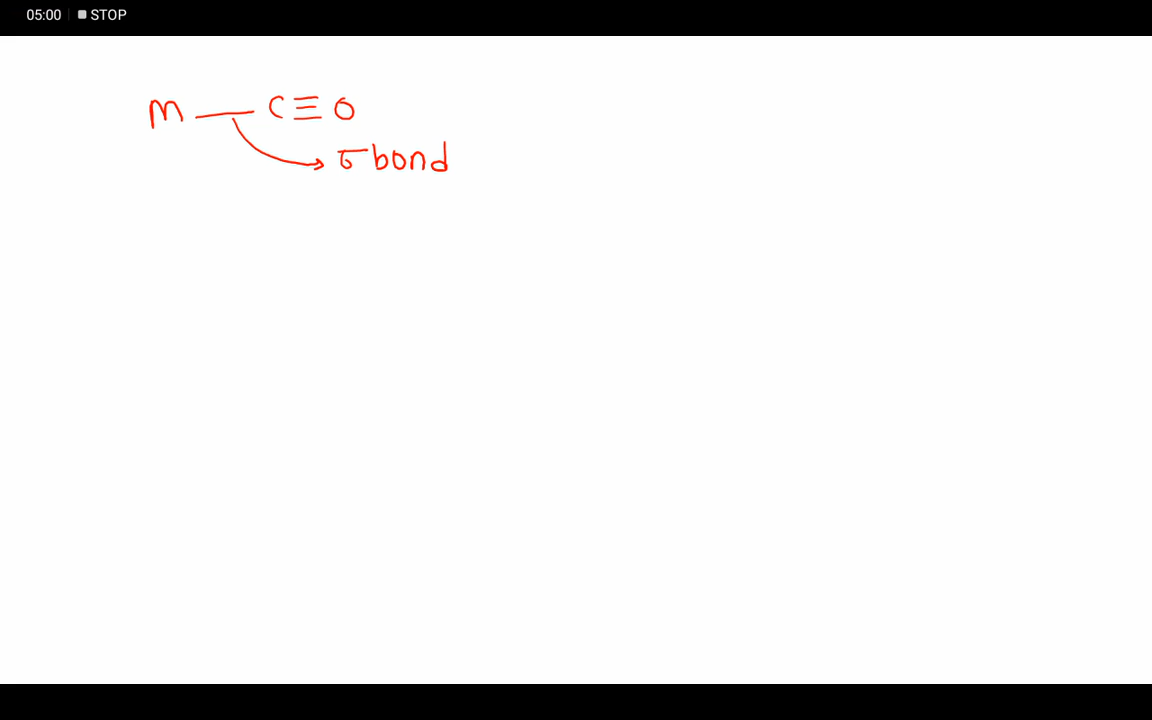 05:00 STOP
M — C ≡ O
σ bond